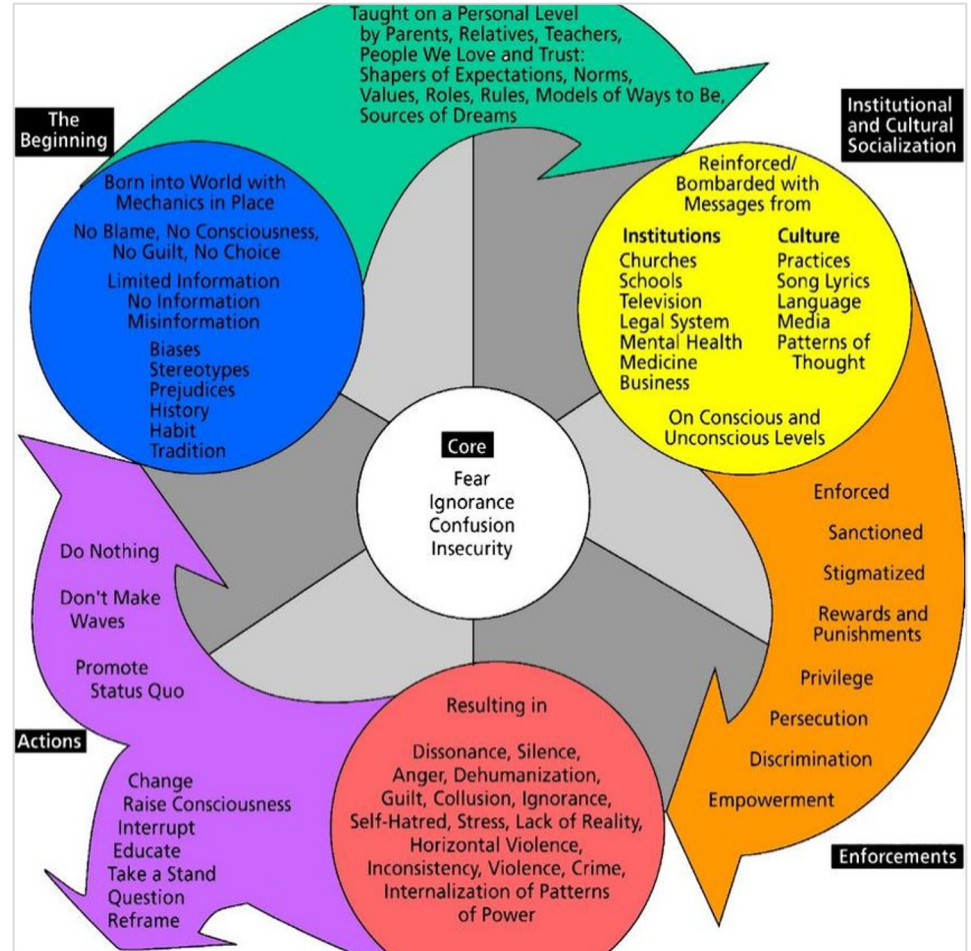 Taught on a Personal Level
by Parents, Relatives, Teachers,
People We Love and Trust:
Shapers of Expectations, Norms,
Values, Roles, Rules, Models of Ways to Be,
Sources of Dreams
The
Beginning
Born into World with
Mechanics in Place
No Blame, No Consciousness,
No Guilt, No Choice
Limited Information
No Information
Misinformation
Biases
Stereotypes
Prejudices
History
Habit
Tradition
Institutional
and Cultural
Socialization
Reinforced/
Bombarded with
Messages from
Institutions
Churches
Schools
Television
Legal System
Mental Health
Medicine
Business
Culture
Practices
Song Lyrics
Language
Media
Patterns of
Thought
On Conscious and
Unconscious Levels
Core
Fear
Ignorance
Confusion
Insecurity
Enforced
Sanctioned
Stigmatized
Rewards and
Punishments
Privilege
Persecution
Discrimination
Empowerment
Enforcements
Resulting in
Dissonance, Silence,
Anger, Dehumanization,
Guilt, Collusion, Ignorance,
Self-Hatred, Stress, Lack of Reality,
Horizontal Violence,
Inconsistency, Violence, Crime,
Internalization of Patterns
of Power
Do Nothing
Don't Make
Waves
Promote
Status Quo
Actions
Change
Raise Consciousness
Interrupt
Educate
Take a Stand
Question
Reframe